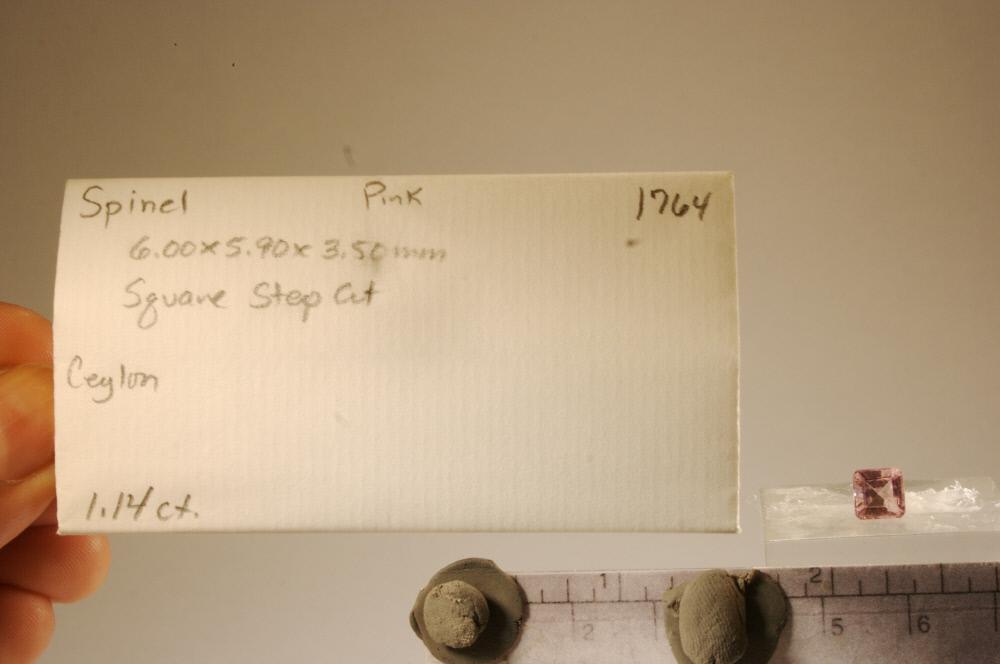 Spinel Pink 1764
6.00x5.90x3.50mm
Square Step Cut
Ceylon
1.14 ct.
1 2
2 5 6